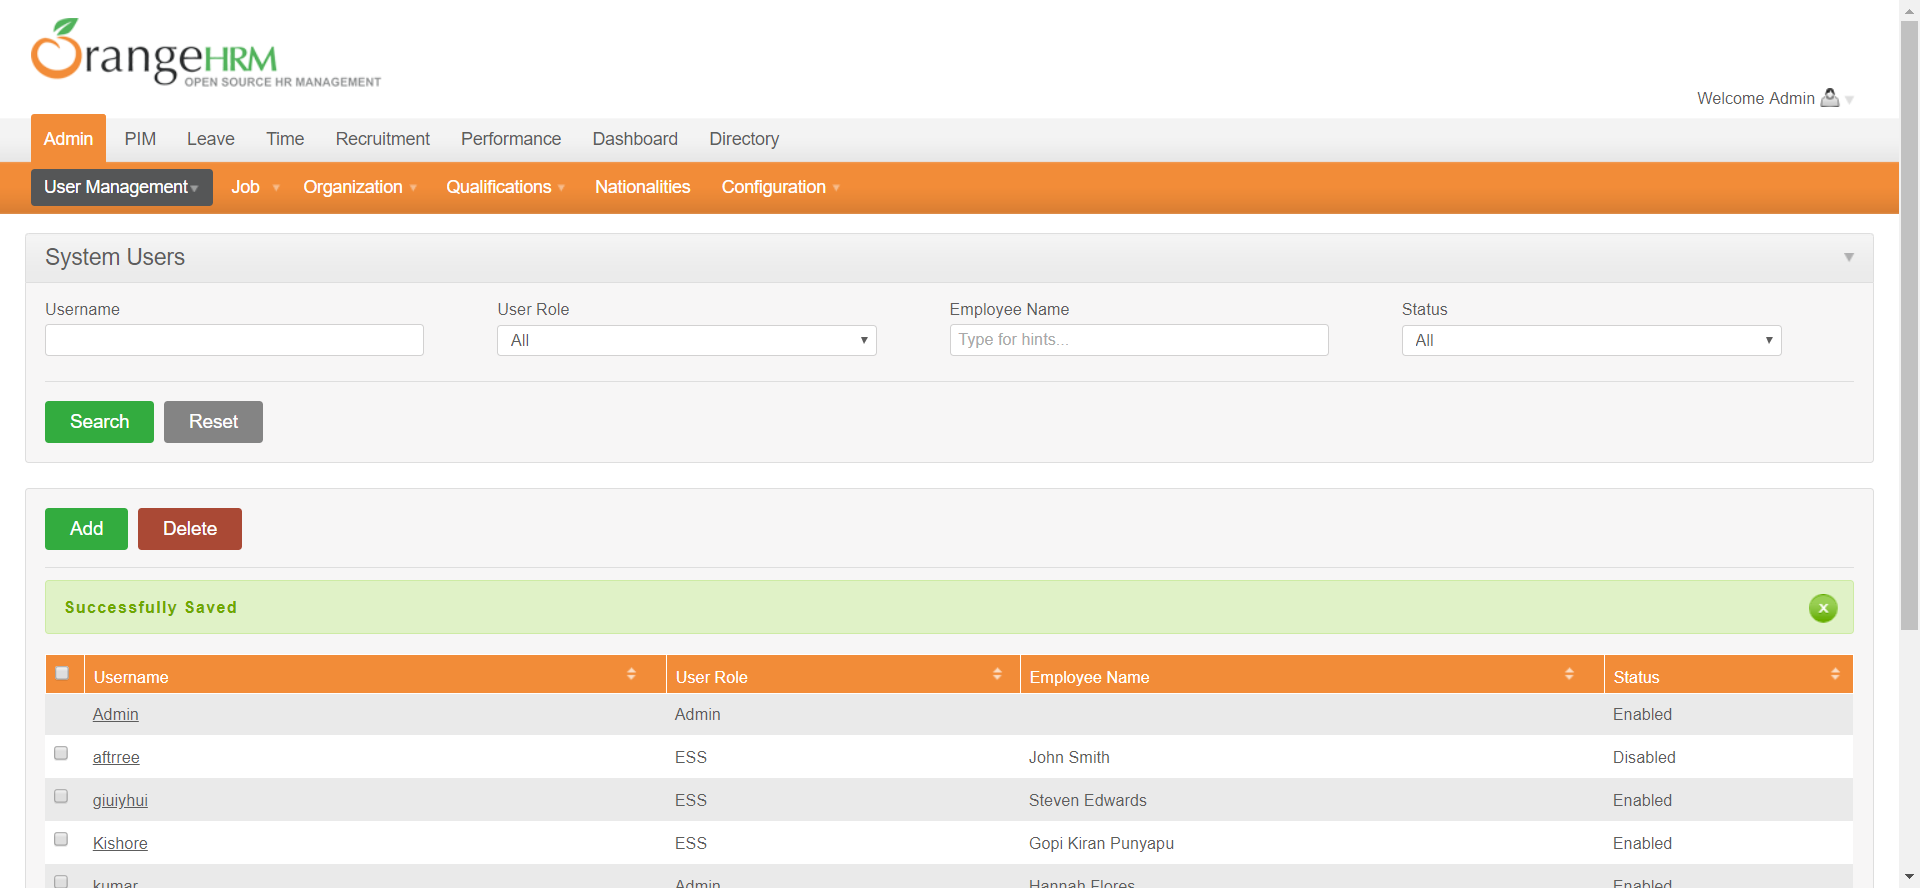 OrangeHRM
OPEN SOURCE HR MANAGEMENT
Welcome Admin
Admin PIM Leave Time Recruitment Performance Dashboard Directory
User Management Job Organization Qualifications Nationalities Configuration
System Users
Username User Role Employee Name Status
All Type for hints... All
Search Reset
Add Delete
Successfully Saved
x
Username User Role Employee Name Status
Admin Admin Enabled
aftrree ESS John Smith Disabled
giuiyhui ESS Steven Edwards Enabled
Kishore ESS Gopi Kiran Punyapu Enabled
kumar Admin Hannah Flores Enabled